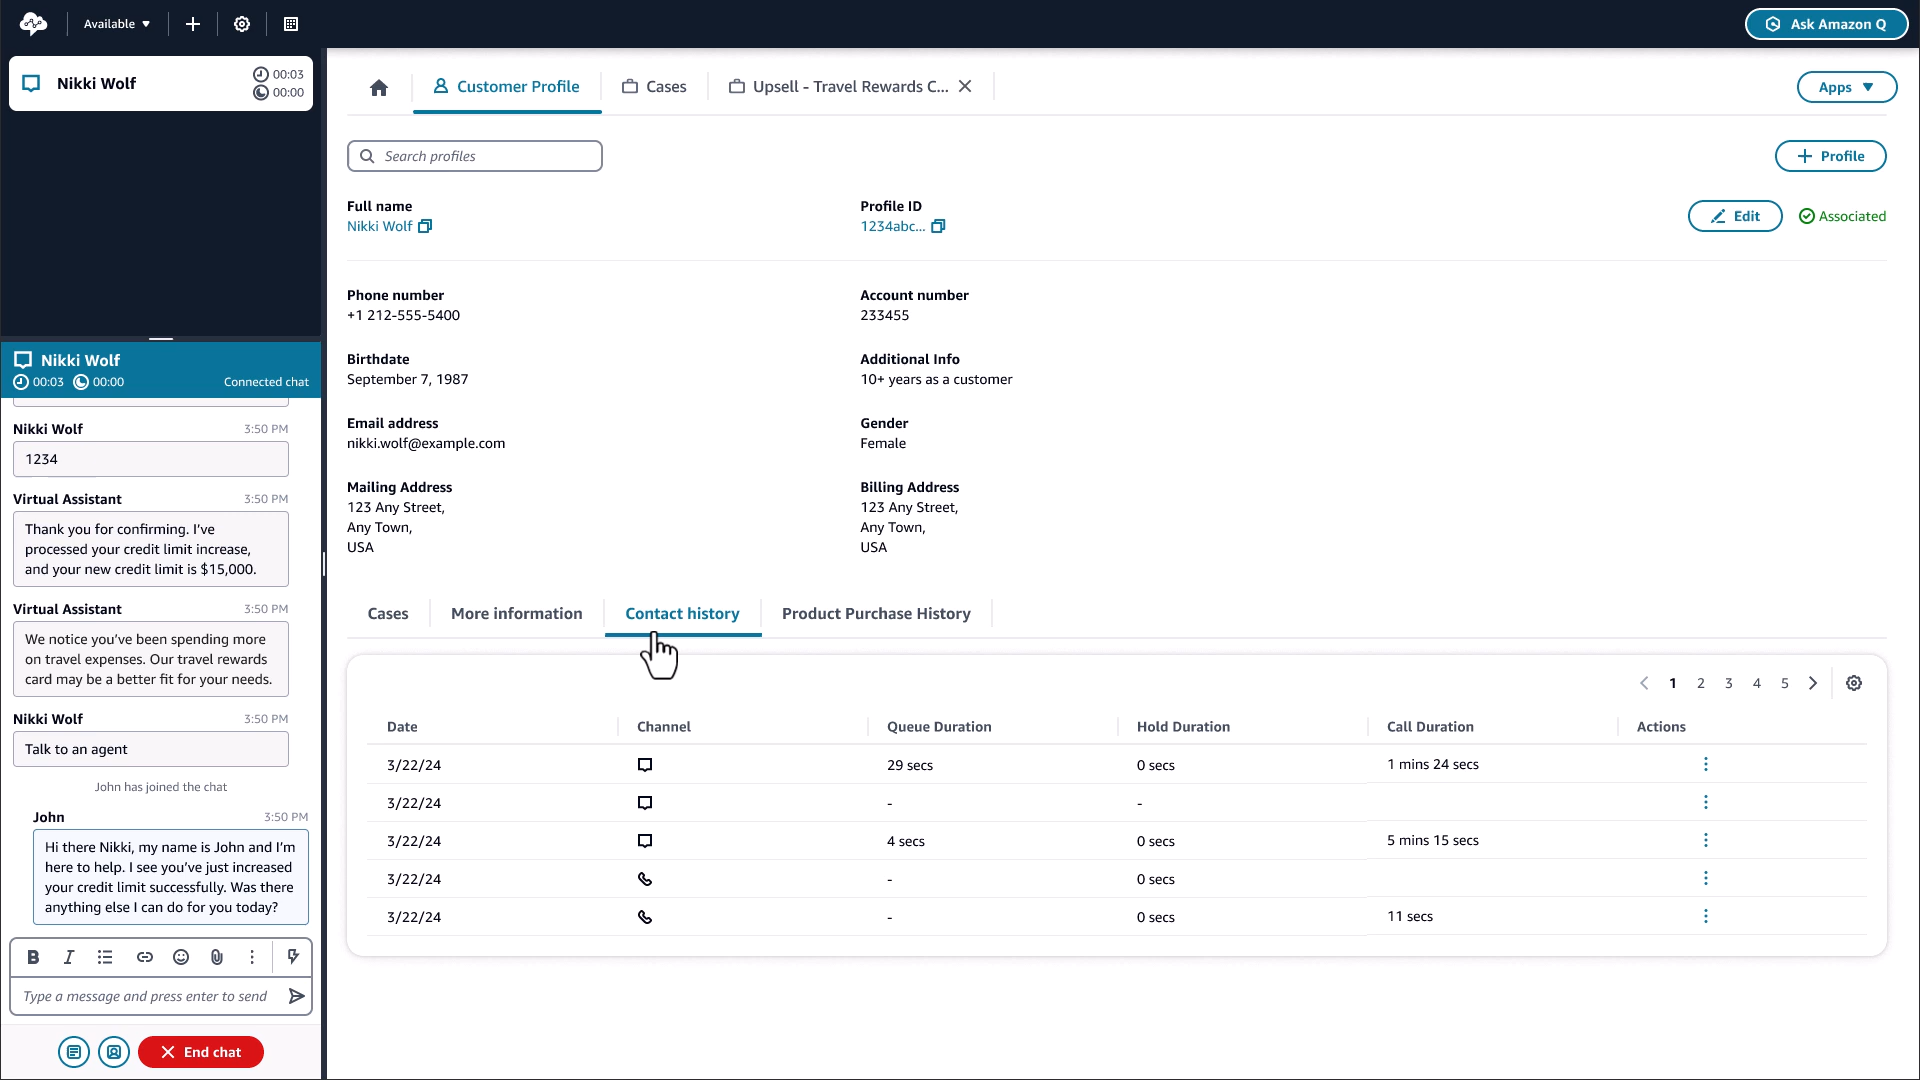 Available
Ask Amazon Q
Nikki Wolf
00:03
00:00
Customer Profile
Cases
Upsell - Travel Rewards C...
Apps
Search profiles
Profile
Full name
Nikki Wolf
Profile ID
1234abc...
Edit
Associated
Phone number
+1 212-555-5400
Account number
233455
Birthdate
September 7, 1987
Additional Info
10+ years as a customer
Email address
nikki.wolf@example.com
Gender
Female
Mailing Address
123 Any Street,
Any Town,
USA
Billing Address
123 Any Street,
Any Town,
USA
Cases
More information
Contact history
Product Purchase History
1 2 3 4 5
Date Channel Queue Duration Hold Duration Call Duration Actions
3/22/24 29 secs 0 secs 1 mins 24 secs
3/22/24 - -
3/22/24 4 secs 0 secs 5 mins 15 secs
3/22/24 - 0 secs
3/22/24 - 0 secs 11 secs
Nikki Wolf
00:03 00:00 Connected chat
Nikki Wolf 3:50 PM
1234
Virtual Assistant 3:50 PM
Thank you for confirming. I’ve
processed your credit limit increase,
and your new credit limit is $15,000.
Virtual Assistant 3:50 PM
We notice you’ve been spending more
on travel expenses. Our travel rewards
card may be a better fit for your needs.
Nikki Wolf 3:50 PM
Talk to an agent
John has joined the chat
John 3:50 PM
Hi there Nikki, my name is John and I’m
here to help. I see you’ve just increased
your credit limit successfully. Was there
anything else I can do for you today?
B I
Type a message and press enter to send
End chat